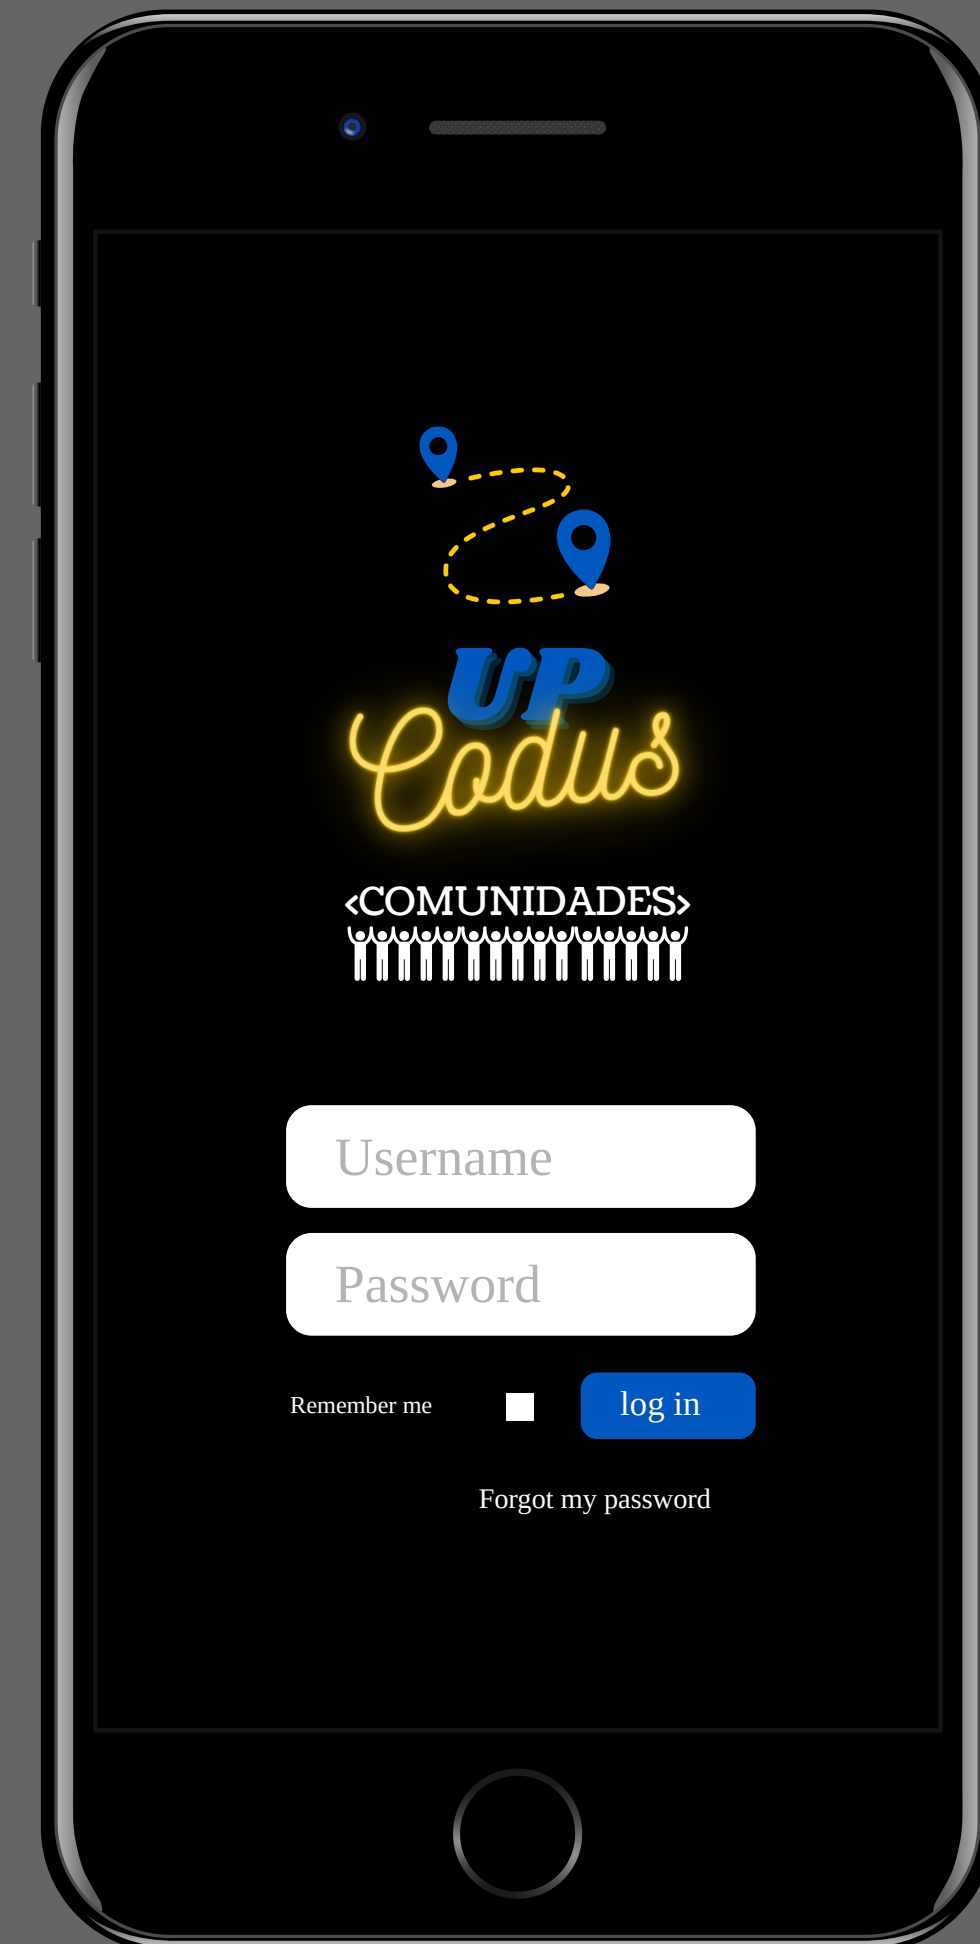 UP
Codus
<COMUNIDADES>
Username
Password
Remember me
log in
Forgot my password